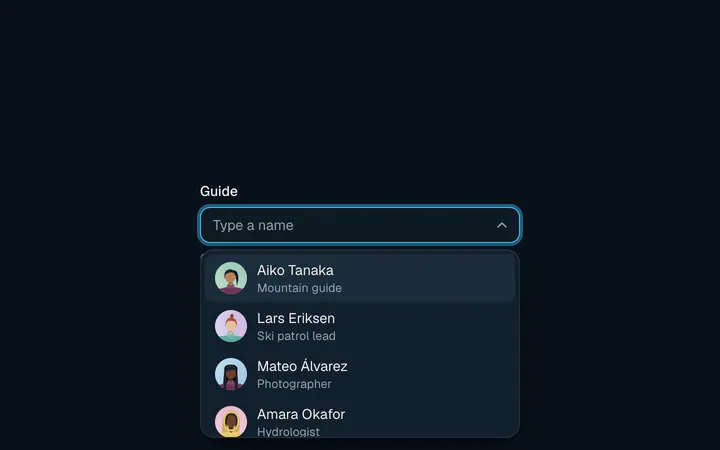 Guide
Type a name
Aiko Tanaka
Mountain guide
Lars Eriksen
Ski patrol lead
Mateo Álvarez
Photographer
Amara Okafor
Hydrologist